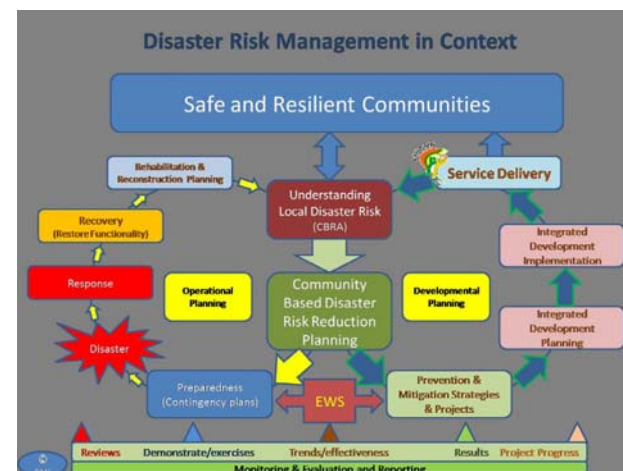 Disaster Risk Management in Context
Safe and Resilient Communities
Rehabilitation &
Reconstruction Planning
Service Delivery
Understanding
Local Disaster Risk
(CBRA)
Recovery
(Restore Functionality)
Integrated
Development
Implementation
Response
Operational
Planning
Community
Based Disaster
Risk Reduction
Planning
Developmental
Planning
Integrated
Development
Planning
Disaster
Preparedness
(Contingency plans)
EWS
Prevention &
Mitigation Strategies
& Projects
Reviews
Demonstrate/exercises
Trends/effectiveness
Results
Project Progress
©
Monitoring & Evaluation and Reporting